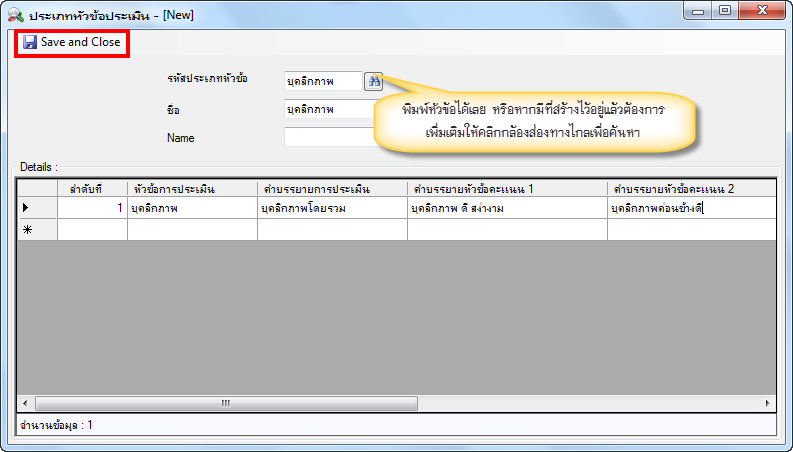 ประเภทหัวข้อประเมิน - [New]
Save and Close
รหัสประเภทหัวข้อ บุคลิกภาพ
ชื่อ บุคลิกภาพ
Name
พิมพ์หัวข้อได้เลย หรือหากมีที่สร้างไว้อยู่แล้วต้องการ
เพิ่มเติมให้คลิกกล้องส่องทางไกลเพื่อค้นหา
Details :
ลำดับที่ หัวข้อการประเมิน คำบรรยายการประเมิน คำบรรยายหัวข้อคะแนน 1 คำบรรยายหัวข้อคะแนน 2
1 บุคลิกภาพ บุคลิกภาพโดยรวม บุคลิกภาพ ดี สง่างาม บุคลิกภาพค่อนข้างดี
จำนวนข้อมูล : 1